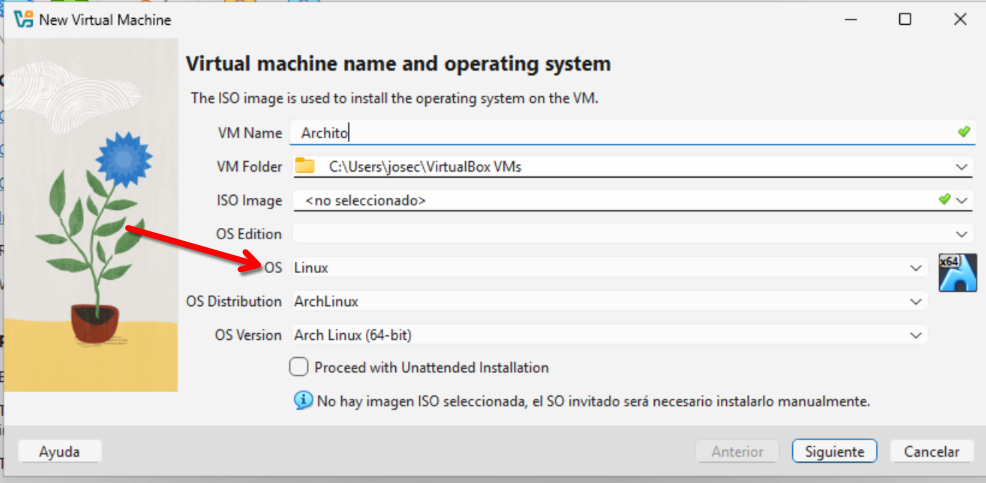 New Virtual Machine
Virtual machine name and operating system
The ISO image is used to install the operating system on the VM.
VM Name Archito
VM Folder C:\Users\josec\VirtualBox VMs
ISO Image <no seleccionado>
OS Edition
OS Linux
x64
OS Distribution ArchLinux
OS Version Arch Linux (64-bit)
Proceed with Unattended Installation
No hay imagen ISO seleccionada, el SO invitado será necesario instalarlo manualmente.
Ayuda Anterior Siguiente Cancelar